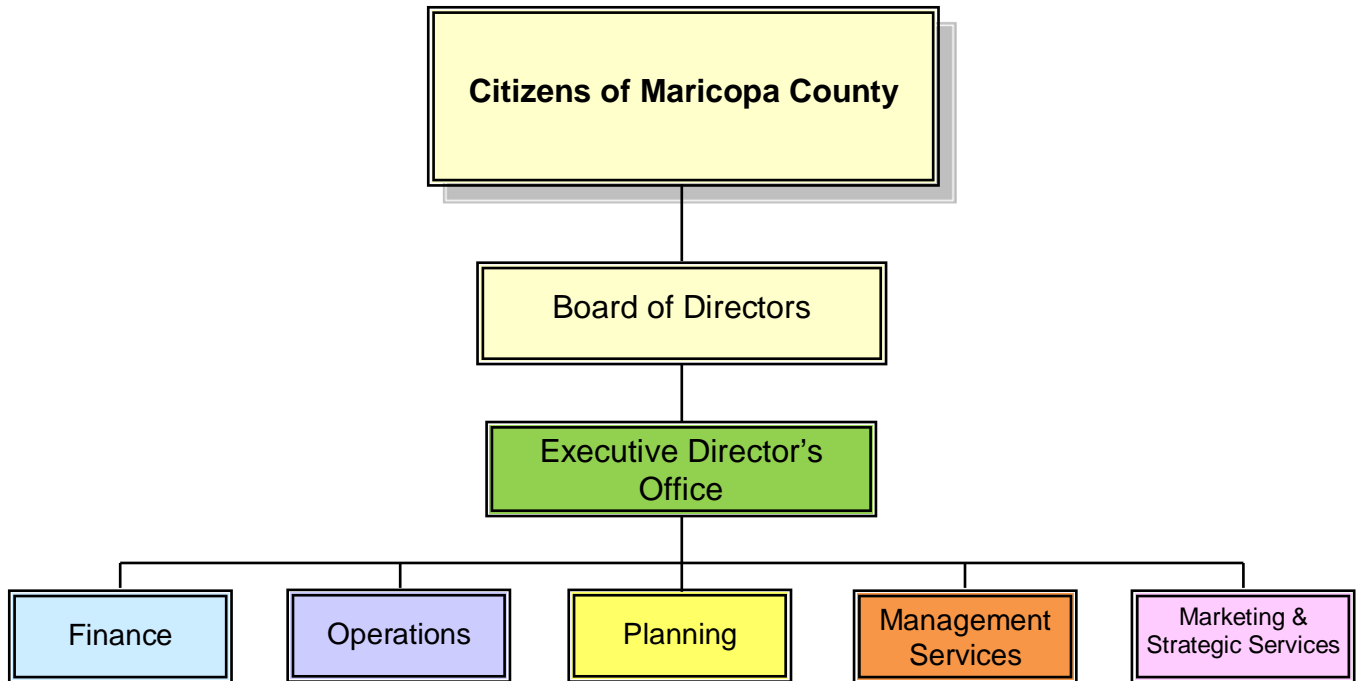 Citizens of Maricopa County
Board of Directors
Executive Director’s
Office
Finance
Operations
Planning
Management
Services
Marketing &
Strategic Services